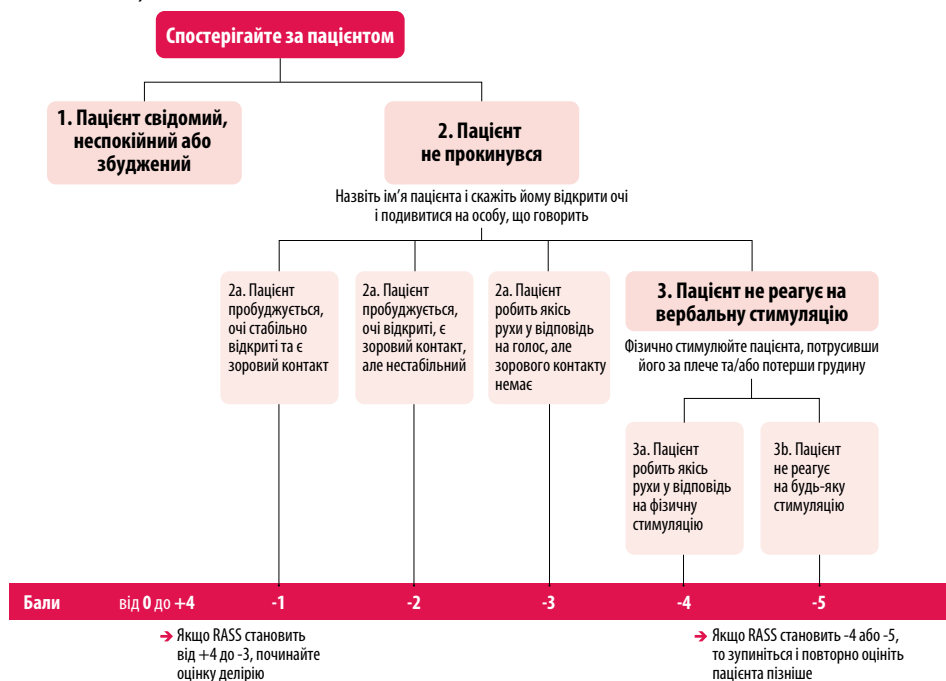 Спостерігайте за пацієнтом
1. Пацієнт свідомий,
неспокійний або
збуджений
2. Пацієнт
не прокинувся
Назвіть ім’я пацієнта і скажіть йому відкрити очі
і подивитися на особу, що говорить
2a. Пацієнт
пробуджується,
очі стабільно
відкриті та є
зоровий контакт
2a. Пацієнт
пробуджується,
очі відкриті, є
зоровий контакт,
але нестабільний
2a. Пацієнт
робить якісь
рухи у відповідь
на голос, але
зорового контакту
немає
3. Пацієнт не реагує на
вербальну стимуляцію
Фізично стимулюйте пацієнта, потрусивши
його за плече та/або потерши грудину
3a. Пацієнт
робить якісь
рухи у відповідь
на фізичну
стимуляцію
3b. Пацієнт
не реагує
на будь-яку
стимуляцію
Бали від 0 до +4 -1 -2 -3 -4 -5
➔ Якщо RASS становить
від +4 до -3, починайте
оцінку делірію
➔ Якщо RASS становить -4 або -5,
то зупиніться і повторно оцініть
пацієнта пізніше